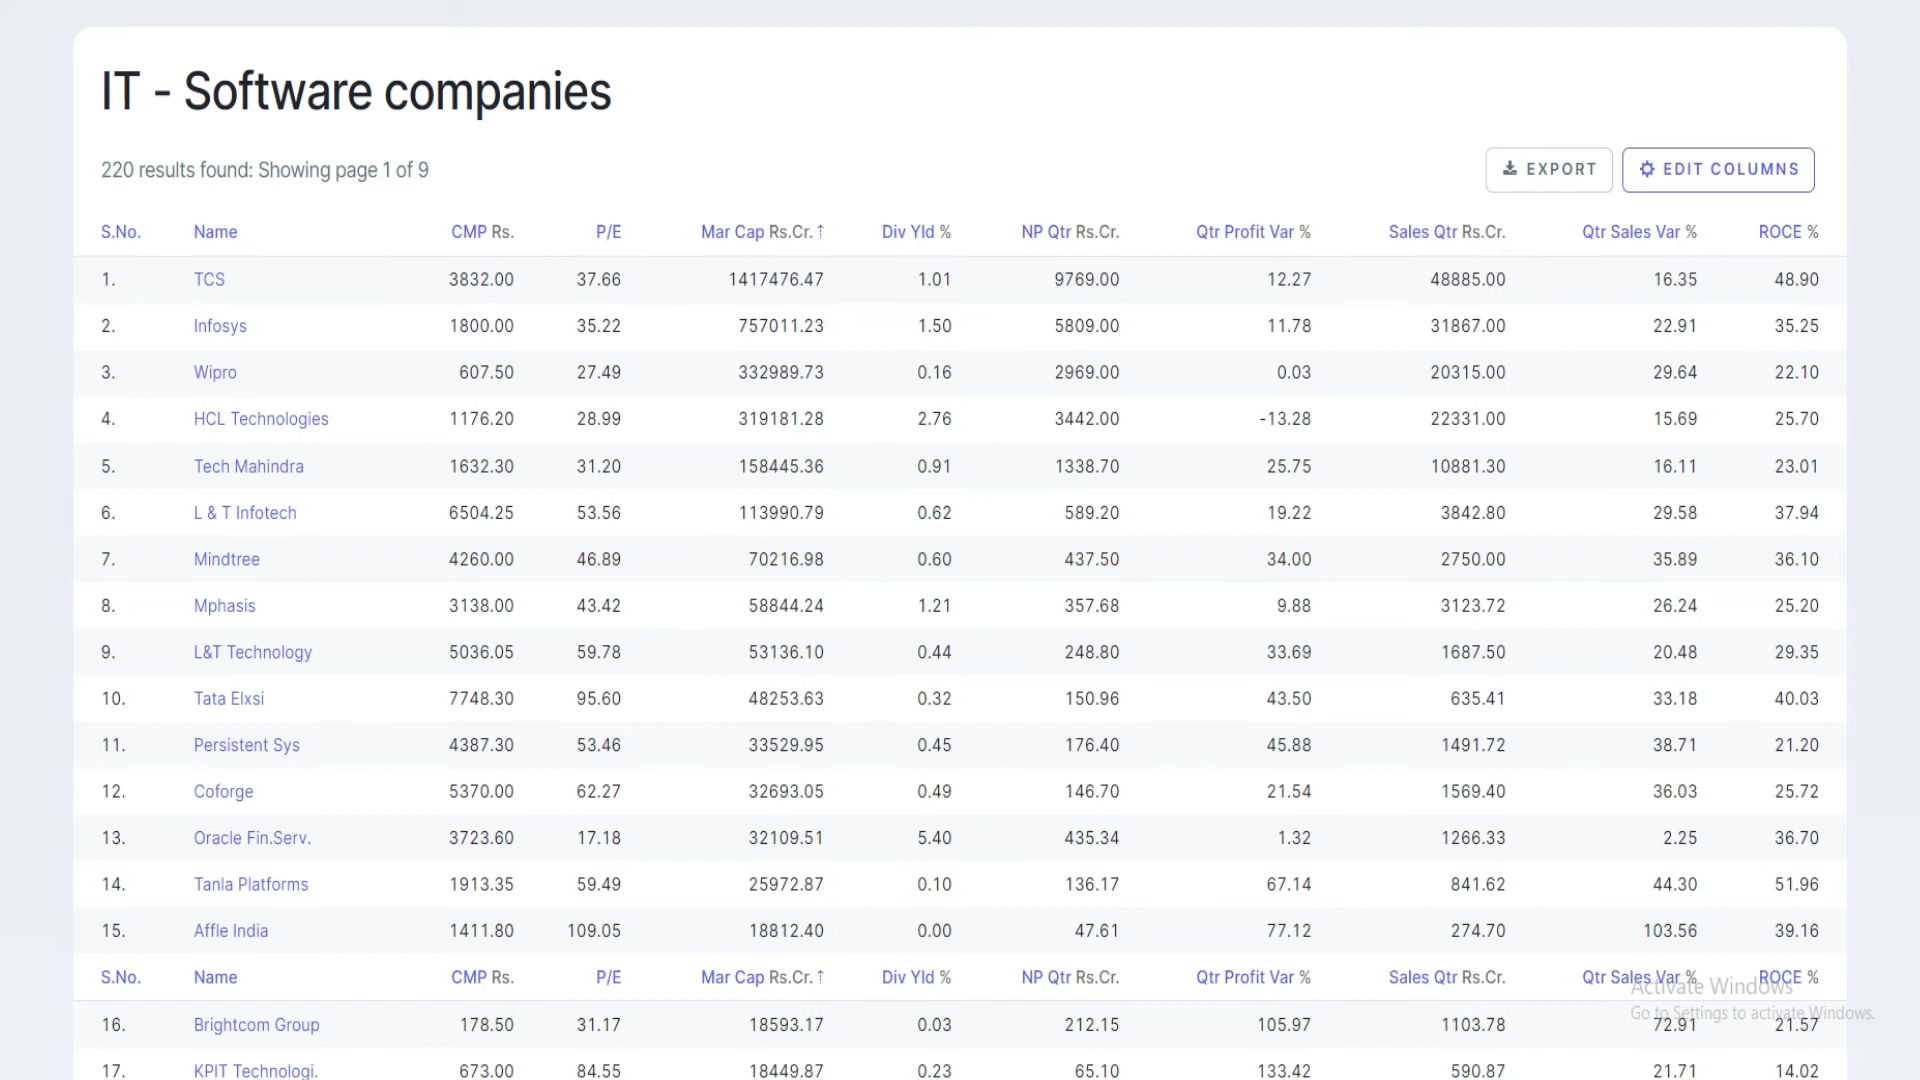 IT - Software companies
220 results found: Showing page 1 of 9
EXPORT EDIT COLUMNS
S.No. Name CMP Rs. P/E Mar Cap Rs.Cr. ↑ Div Yld % NP Qtr Rs.Cr. Qtr Profit Var % Sales Qtr Rs.Cr. Qtr Sales Var % ROCE %
1. TCS 3832.00 37.66 1417476.47 1.01 9769.00 12.27 48885.00 16.35 48.90
2. Infosys 1800.00 35.22 757011.23 1.50 5809.00 11.78 31867.00 22.91 35.25
3. Wipro 607.50 27.49 332989.73 0.16 2969.00 0.03 20315.00 29.64 22.10
4. HCL Technologies 1176.20 28.99 319181.28 2.76 3442.00 -13.28 22331.00 15.69 25.70
5. Tech Mahindra 1632.30 31.20 158445.36 0.91 1338.70 25.75 10881.30 16.11 23.01
6. L & T Infotech 6504.25 53.56 113990.79 0.62 589.20 19.22 3842.80 29.58 37.94
7. Mindtree 4260.00 46.89 70216.98 0.60 437.50 34.00 2750.00 35.89 36.10
8. Mphasis 3138.00 43.42 58844.24 1.21 357.68 9.88 3123.72 26.24 25.20
9. L&T Technology 5036.05 59.78 53136.10 0.44 248.80 33.69 1687.50 20.48 29.35
10. Tata Elxsi 7748.30 95.60 48253.63 0.32 150.96 43.50 635.41 33.18 40.03
11. Persistent Sys 4387.30 53.46 33529.95 0.45 176.40 45.88 1491.72 38.71 21.20
12. Coforge 5370.00 62.27 32693.05 0.49 146.70 21.54 1569.40 36.03 25.72
13. Oracle Fin.Serv. 3723.60 17.18 32109.51 5.40 435.34 1.32 1266.33 2.25 36.70
14. Tanla Platforms 1913.35 59.49 25972.87 0.10 136.17 67.14 841.62 44.30 51.96
15. Affle India 1411.80 109.05 18812.40 0.00 47.61 77.12 274.70 103.56 39.16
S.No. Name CMP Rs. P/E Mar Cap Rs.Cr. ↑ Div Yld % NP Qtr Rs.Cr. Qtr Profit Var % Sales Qtr Rs.Cr. Qtr Sales Var % ROCE %
Activate Windows
Go to Settings to activate Windows.
16. Brightcom Group 178.50 31.17 18593.17 0.03 212.15 105.97 1103.78 72.91 21.57
17. KPIT Technologi. 673.00 84.55 18449.87 0.23 65.10 133.42 590.87 21.71 14.02